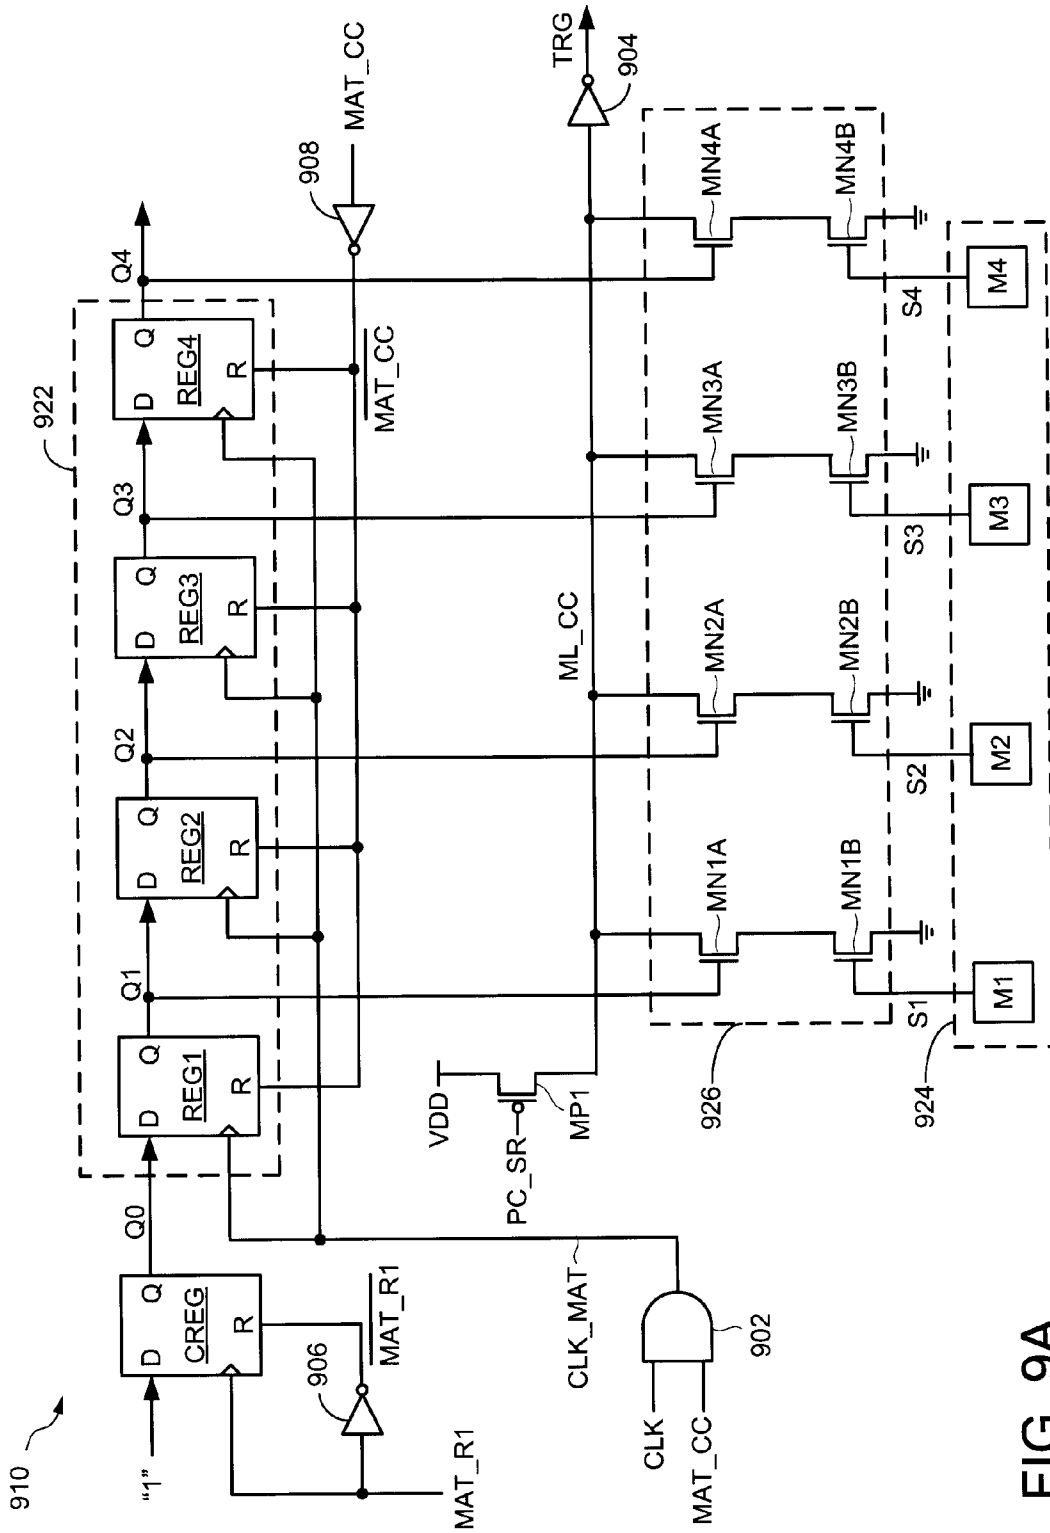 910
"1"
D
Q
CREG
R
Q0
922
D
Q
REG1
R
Q1
D
Q
REG2
R
Q2
D
Q
REG3
R
Q3
D
Q
REG4
R
Q4
MAT_R1
906
MAT_R1
908
MAT_CC
MAT_CC
CLK_MAT
CLK
MAT_CC
902
VDD
PC_SR
MP1
ML_CC
904
TRG
926
MN1A
MN1B
MN2A
MN2B
MN3A
MN3B
MN4A
MN4B
924
S1
M1
S2
M2
S3
M3
S4
M4
FIG. 9A